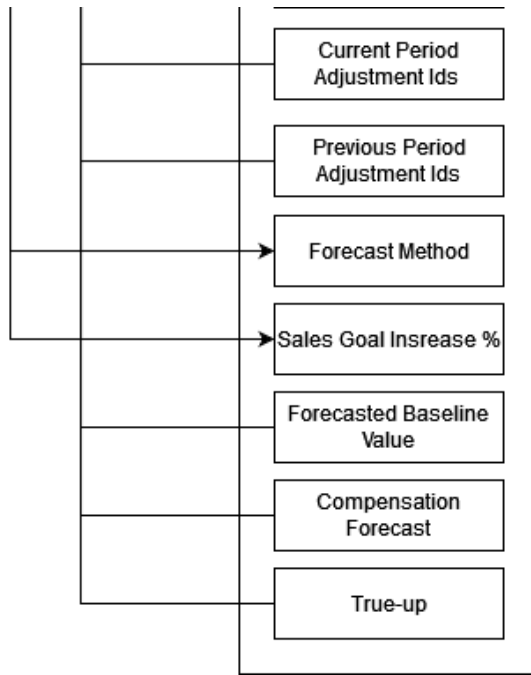 Current Period
Adjustment Ids
Previous Period
Adjustment Ids
Forecast Method
Sales Goal Insrease %
Forecasted Baseline
Value
Compensation
Forecast
True-up